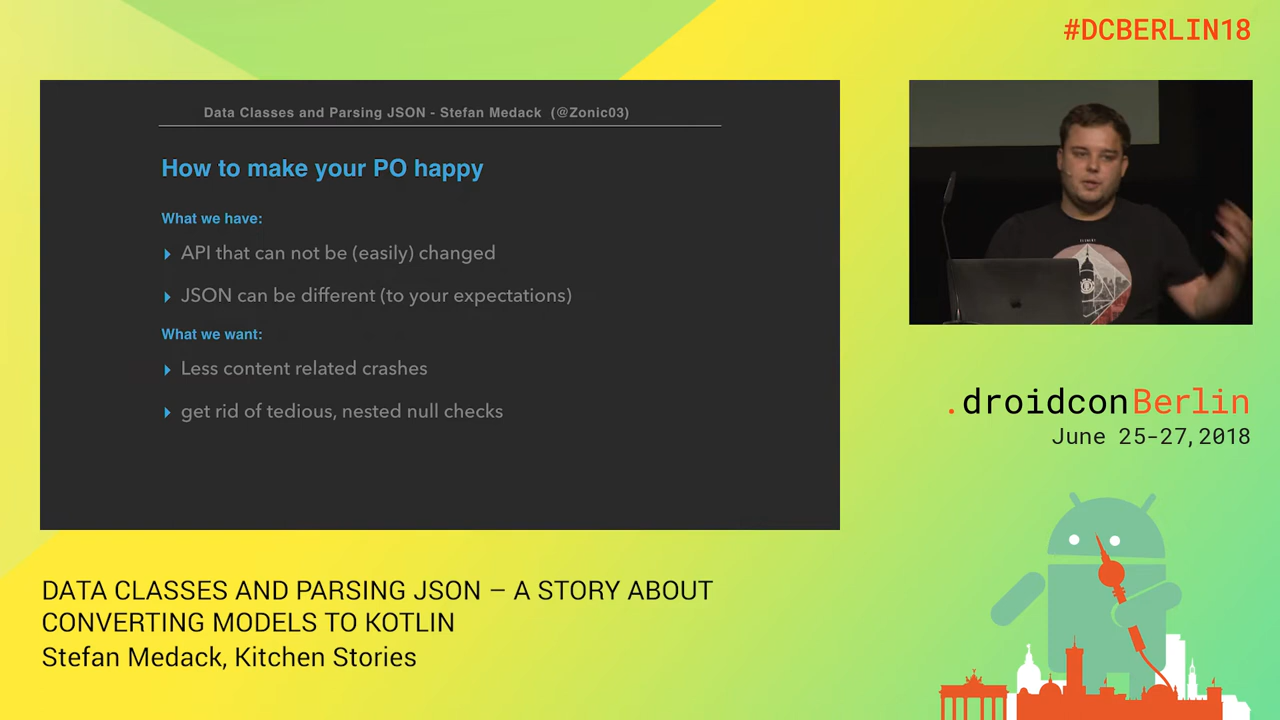 #DCBERLIN18
Data Classes and Parsing JSON - Stefan Medack (@Zonic03)
How to make your PO happy
What we have:
API that can not be (easily) changed
JSON can be different (to your expectations)
What we want:
Less content related crashes
get rid of tedious, nested null checks
.droidconBerlin
June 25-27,2018
DATA CLASSES AND PARSING JSON – A STORY ABOUT
CONVERTING MODELS TO KOTLIN
Stefan Medack, Kitchen Stories